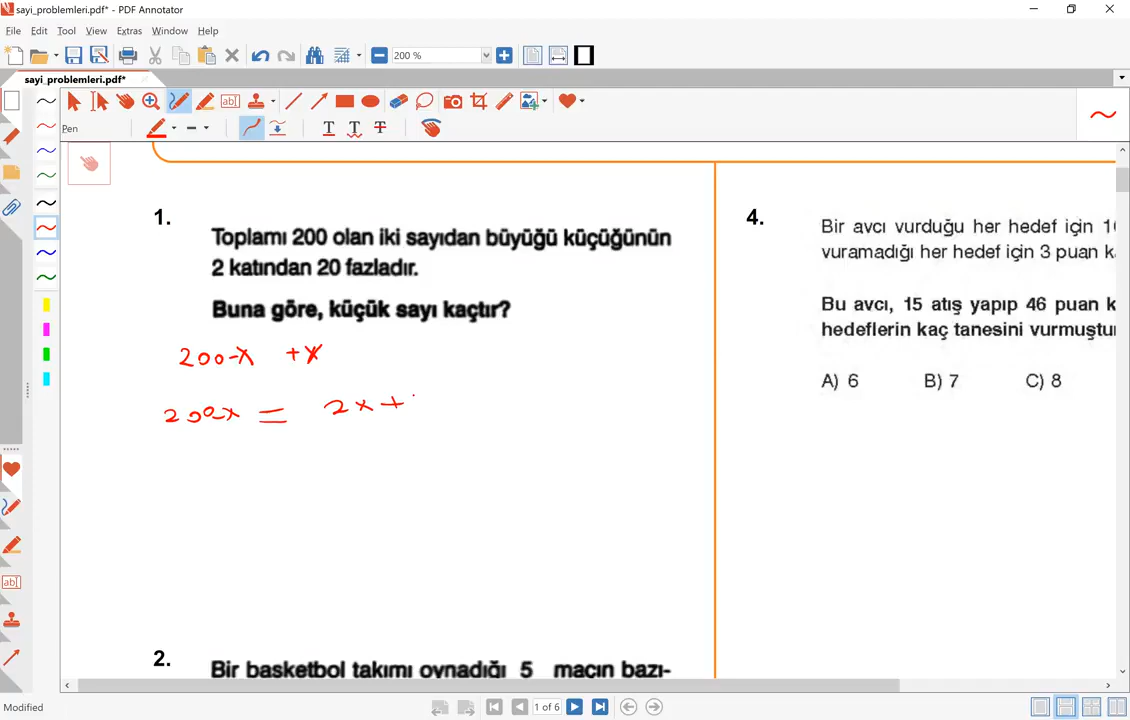 sayi_problemleri.pdf* - PDF Annotator
File Edit Tool View Extras Window Help
200 %
sayi_problemleri.pdf*
Pen
1.
Toplamı 200 olan iki sayıdan büyüğü küçüğünün
2 katından 20 fazladır.
Buna göre, küçük sayı kaçtır?
200-x +x
200-x = 2x +
2.
Bir basketbol takımı oynadığı 5 maçın bazı-
4.
Bir avcı vurduğu her hedef için 10
vuramadığı her hedef için 3 puan k
Bu avcı, 15 atış yapıp 46 puan k
hedeflerin kaç tanesini vurmuştu
A) 6 B) 7 C) 8
Modified
1 of 6